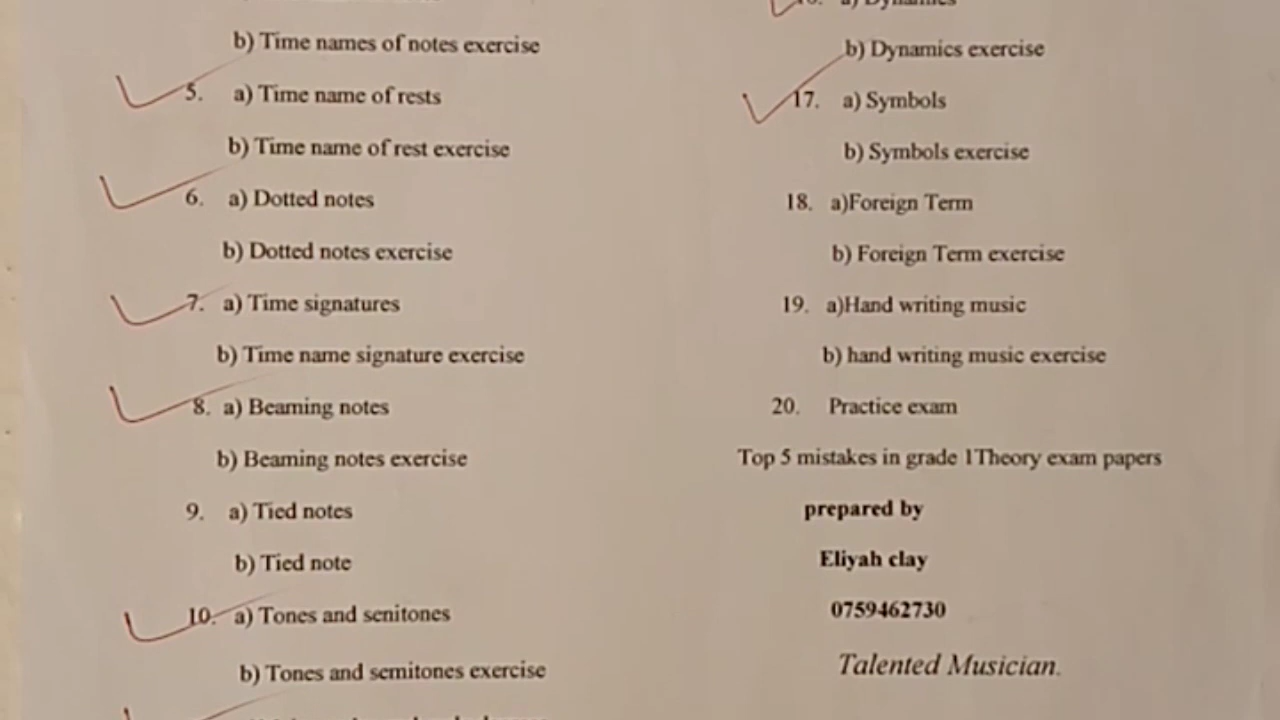 b) Time names of notes exercise
5. a) Time name of rests
b) Time name of rest exercise
6. a) Dotted notes
b) Dotted notes exercise
7. a) Time signatures
b) Time name signature exercise
8. a) Beaming notes
b) Beaming notes exercise
9. a) Tied notes
b) Tied note
10. a) Tones and senitones
b) Tones and semitones exercise
a) Dynamics
b) Dynamics exercise
17. a) Symbols
b) Symbols exercise
18. a)Foreign Term
b) Foreign Term exercise
19. a)Hand writing music
b) hand writing music exercise
20. Practice exam
Top 5 mistakes in grade 1Theory exam papers
prepared by
Eliyah clay
0759462730
Talented Musician.